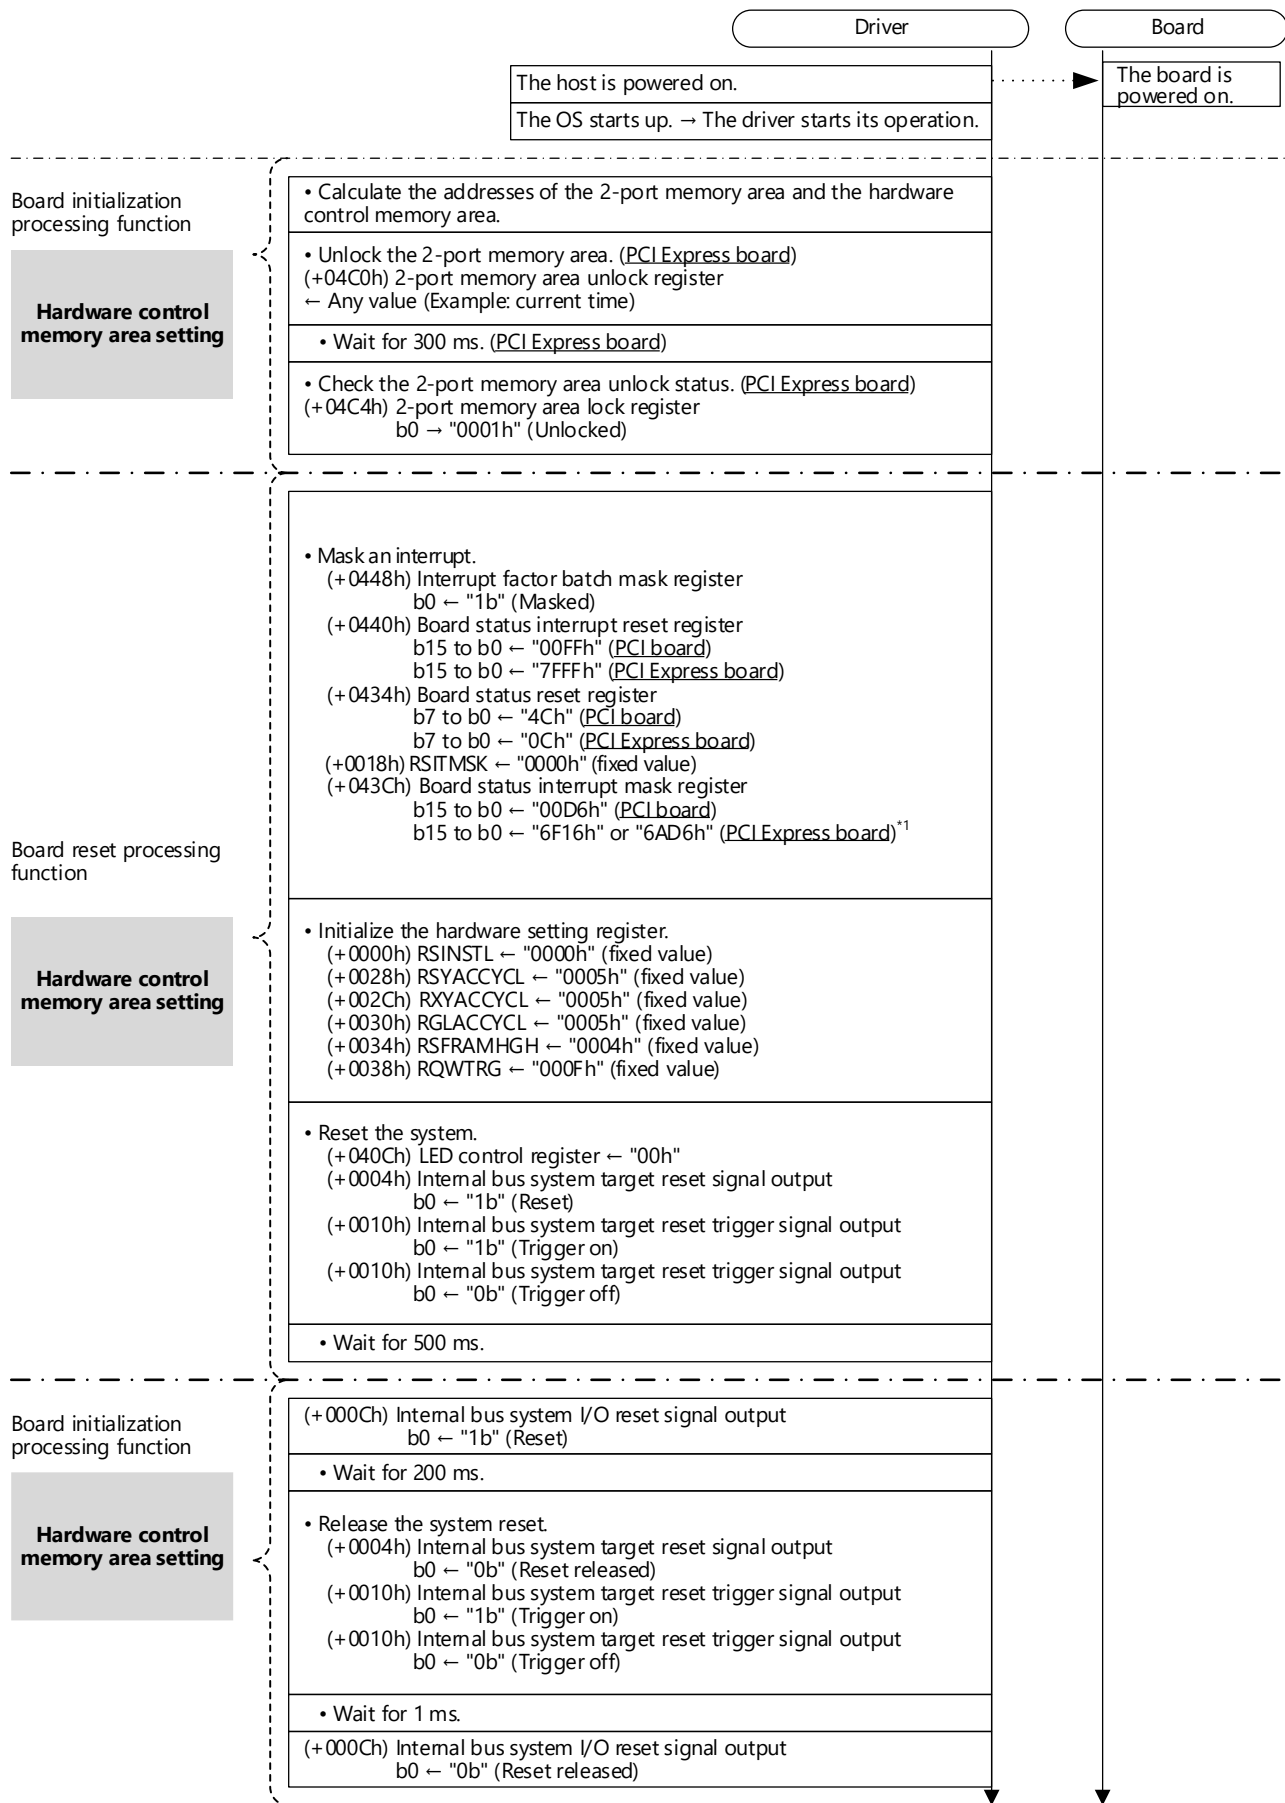 Driver
Board
The host is powered on.
The board is
powered on.
The OS starts up. → The driver starts its operation.
Board initialization
processing function
Hardware control
memory area setting
• Calculate the addresses of the 2-port memory area and the hardware
control memory area.
• Unlock the 2-port memory area. (PCI Express board)
(+04C0h) 2-port memory area unlock register
← Any value (Example: current time)
• Wait for 300 ms. (PCI Express board)
• Check the 2-port memory area unlock status. (PCI Express board)
(+04C4h) 2-port memory area lock register
b0 → "0001h" (Unlocked)
Board reset processing
function
Hardware control
memory area setting
• Mask an interrupt.
(+0448h) Interrupt factor batch mask register
b0 ← "1b" (Masked)
(+0440h) Board status interrupt reset register
b15 to b0 ← "00FFh" (PCI board)
b15 to b0 ← "7FFFh" (PCI Express board)
(+0434h) Board status reset register
b7 to b0 ← "4Ch" (PCI board)
b7 to b0 ← "0Ch" (PCI Express board)
(+0018h) RSITMSK ← "0000h" (fixed value)
(+043Ch) Board status interrupt mask register
b15 to b0 ← "00D6h" (PCI board)
b15 to b0 ← "6F16h" or "6AD6h" (PCI Express board)*1
• Initialize the hardware setting register.
(+0000h) RSINSTL ← "0000h" (fixed value)
(+0028h) RSYACCYCL ← "0005h" (fixed value)
(+002Ch) RXYACCYCL ← "0005h" (fixed value)
(+0030h) RGLACCYCL ← "0005h" (fixed value)
(+0034h) RSFRAMHGH ← "0004h" (fixed value)
(+0038h) RQWTRG ← "000Fh" (fixed value)
• Reset the system.
(+040Ch) LED control register ← "00h"
(+0004h) Internal bus system target reset signal output
b0 ← "1b" (Reset)
(+0010h) Internal bus system target reset trigger signal output
b0 ← "1b" (Trigger on)
(+0010h) Internal bus system target reset trigger signal output
b0 ← "0b" (Trigger off)
• Wait for 500 ms.
Board initialization
processing function
Hardware control
memory area setting
(+000Ch) Internal bus system I/O reset signal output
b0 ← "1b" (Reset)
• Wait for 200 ms.
• Release the system reset.
(+0004h) Internal bus system target reset signal output
b0 ← "0b" (Reset released)
(+0010h) Internal bus system target reset trigger signal output
b0 ← "1b" (Trigger on)
(+0010h) Internal bus system target reset trigger signal output
b0 ← "0b" (Trigger off)
• Wait for 1 ms.
(+000Ch) Internal bus system I/O reset signal output
b0 ← "0b" (Reset released)